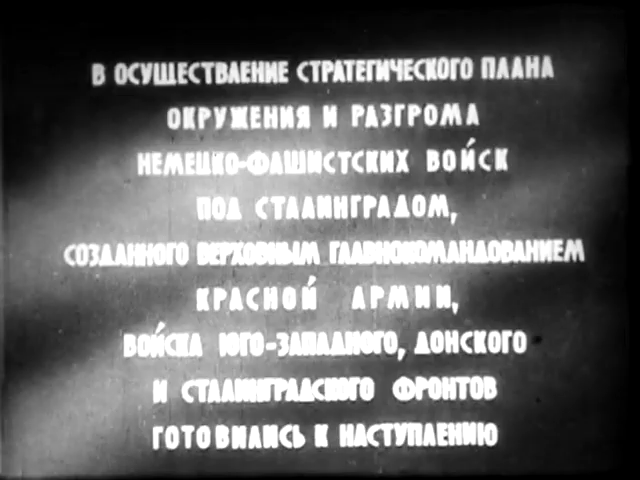 В ОСУЩЕСТВЛЕНИЕ СТРАТЕГИЧЕСКОГО ПЛАНА
ОКРУЖЕНИЯ И РАЗГРОМА
НЕМЕЦКО-ФАШИСТСКИХ ВОЙСК
ПОД СТАЛИНГРАДОМ,
СОЗДАННОГО ВЕРХОВНЫМ ГЛАВНОКОМАНДОВАНИЕМ
КРАСНОЙ АРМИИ,
ВОЙСКА ЮГО-ЗАПАДНОГО, ДОНСКОГО
И СТАЛИНГРАДСКОГО ФРОНТОВ
ГОТОВИЛИСЬ К НАСТУПЛЕНИЮ